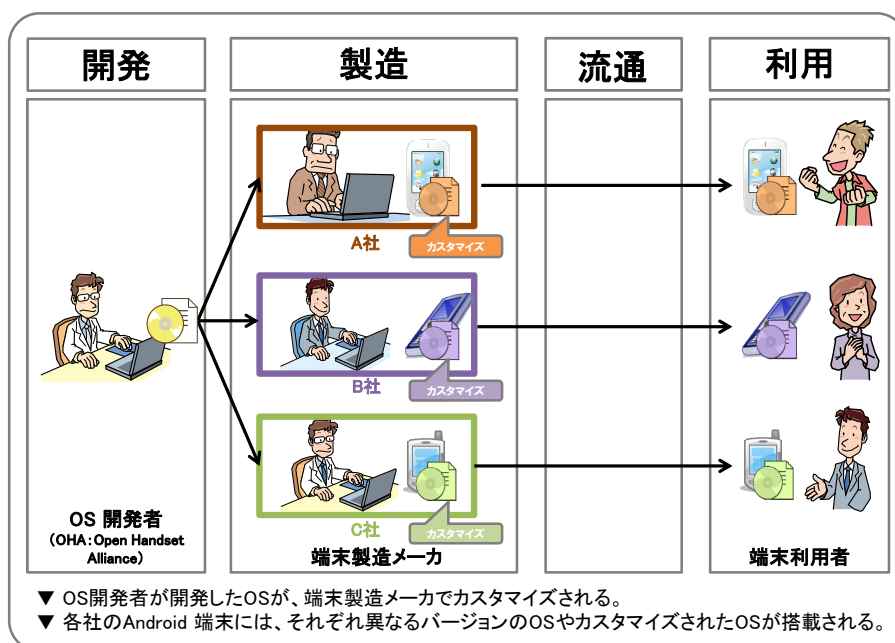 開発
製造
流通
利用
A社
カスタマイズ
B社
カスタマイズ
C社
カスタマイズ
OS 開発者
(OHA:Open Handset
Alliance)
端末製造メーカ
端末利用者
▼ OS開発者が開発したOSが、端末製造メーカでカスタマイズされる。
▼ 各社のAndroid 端末には、それぞれ異なるバージョンのOSやカスタマイズされたOSが搭載される。